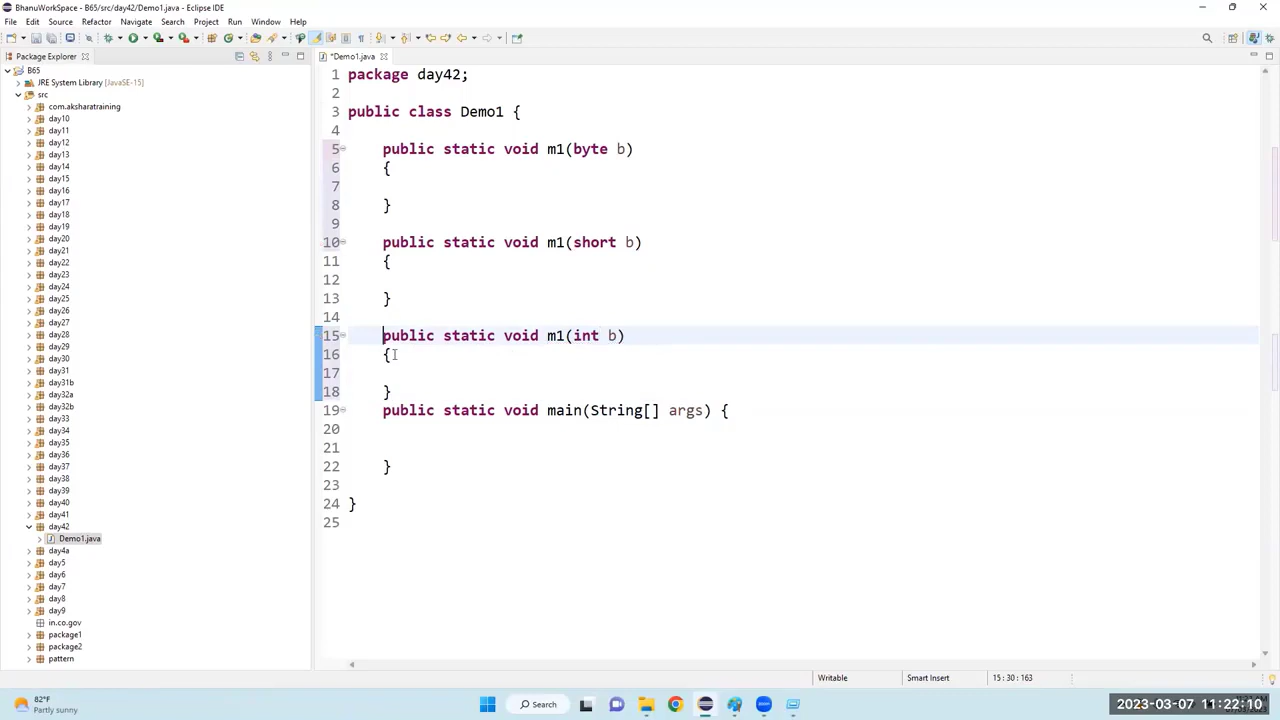 BhanuWorkSpace - B65/src/day42/Demo1.java - Eclipse IDE
File Edit Source Refactor Navigate Search Project Run Window Help
Package Explorer
*Demo1.java
B65
JRE System Library [JavaSE-15]
src
com.aksharatraining
day10
day11
day12
day13
day14
day15
day16
day17
day18
day19
day20
day21
day22
day23
day24
day25
day26
day27
day28
day29
day30
day31
day31b
day32a
day32b
day33
day34
day35
day36
day37
day38
day39
day40
day41
day42
Demo1.java
day4a
day5
day6
day7
day8
day9
in.co.gov
package1
package2
pattern
1 package day42;
2
3 public class Demo1 {
4
5 public static void m1(byte b)
6 {
7
8 }
9
10 public static void m1(short b)
11 {
12
13 }
14
15 public static void m1(int b)
16 {
17
18 }
19 public static void main(String[] args) {
20
21
22 }
23
24 }
25
Writable Smart Insert 15 : 30 : 163
82°F
Partly sunny
Search
2023-03-07 11:22:10